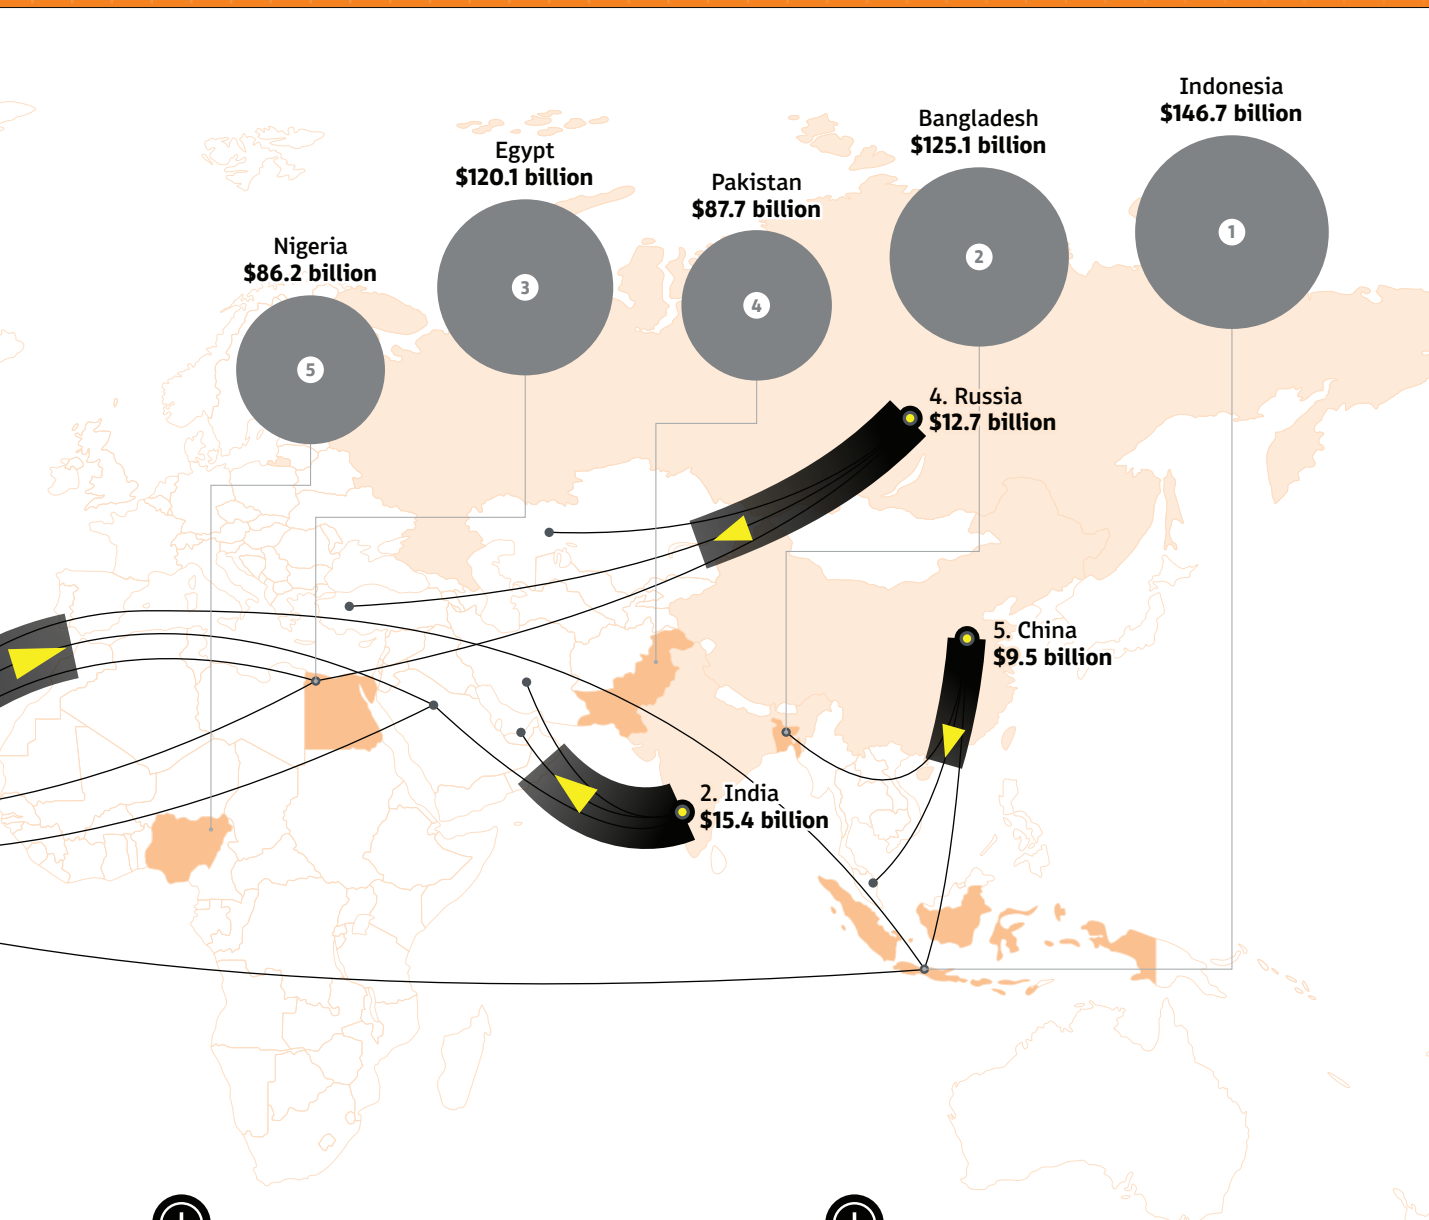 Indonesia
$146.7 billion
1
Bangladesh
$125.1 billion
2
Egypt
$120.1 billion
3
Pakistan
$87.7 billion
4
Nigeria
$86.2 billion
5
4. Russia
$12.7 billion
5. China
$9.5 billion
2. India
$15.4 billion